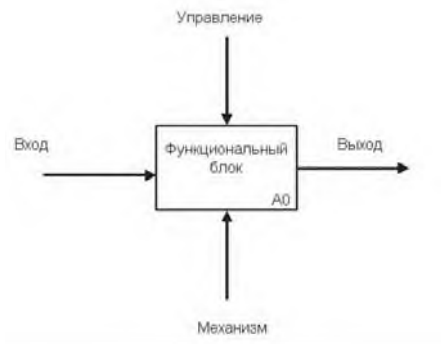 Управление
Вход
Функциональный
блок
Выход
A0
Механизм